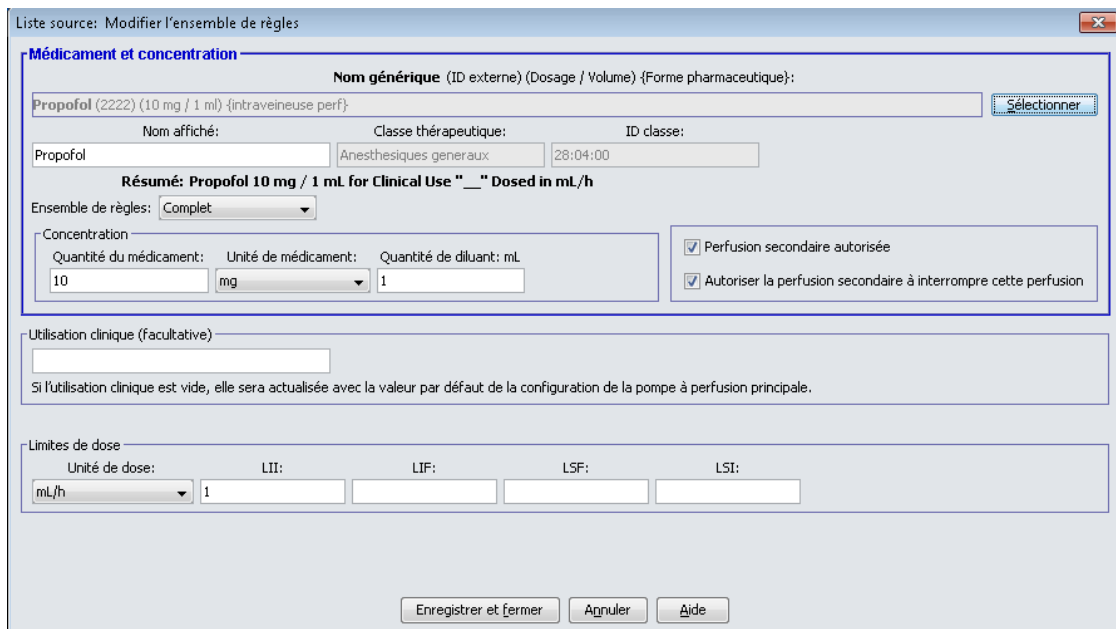 Liste source: Modifier l'ensemble de règles
Médicament et concentration
Nom générique (ID externe) (Dosage / Volume) {Forme pharmaceutique}:
Propofol (2222) (10 mg / 1 ml) {intraveineuse perf} Sélectionner
Nom affiché: Classe thérapeutique: ID classe:
Propofol Anesthesiques generaux 28:04:00
Résumé: Propofol 10 mg / 1 mL for Clinical Use "__" Dosed in mL/h
Ensemble de règles: Complet
Concentration
Quantité du médicament: Unité de médicament: Quantité de diluant: mL
10 mg 1
Perfusion secondaire autorisée
Autoriser la perfusion secondaire à interrompre cette perfusion
Utilisation clinique (facultative)
Si l'utilisation clinique est vide, elle sera actualisée avec la valeur par défaut de la configuration de la pompe à perfusion principale.
Limites de dose
Unité de dose: LII: LIF: LSF: LSI:
mL/h 1
Enregistrer et fermer Annuler Aide